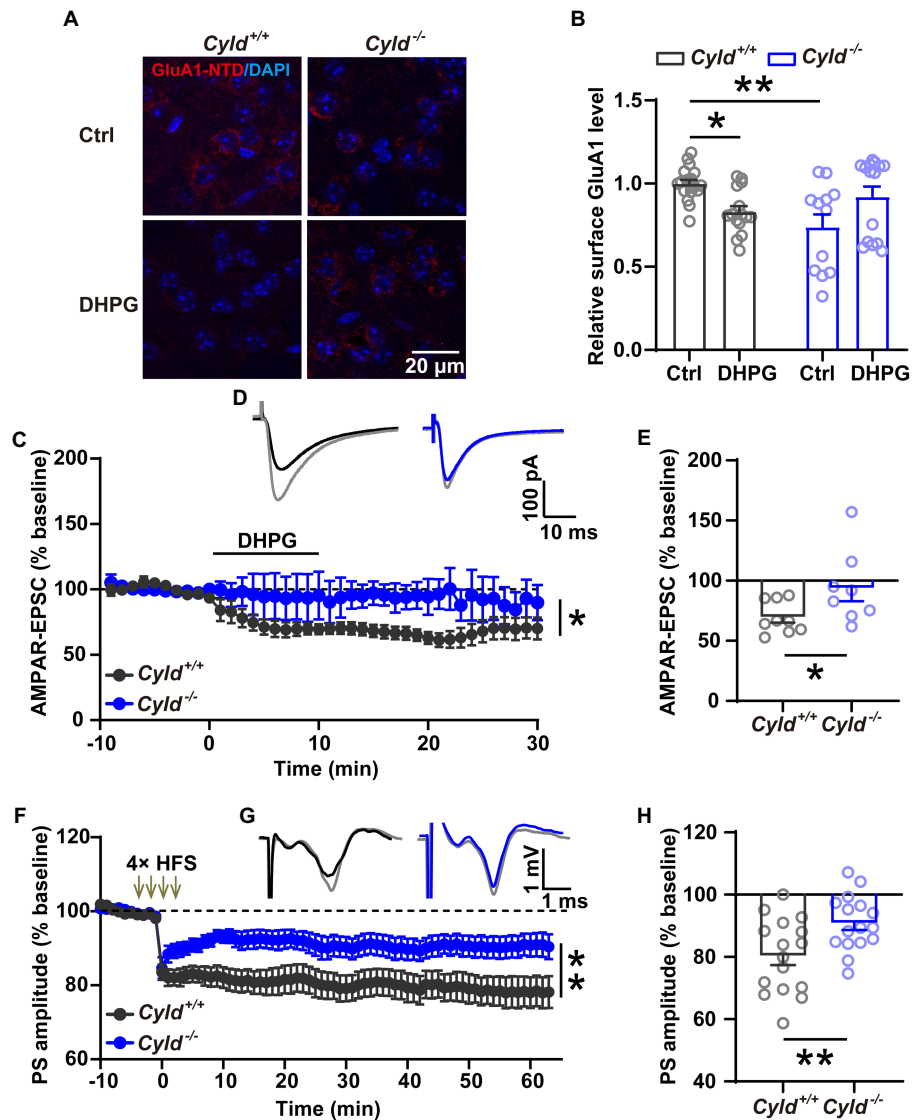 A
Cyld+/+ Cyld-/-
GluA1-NTD/DAPI
Ctrl
DHPG
20 μm
B
Cyld+/+ Cyld-/-
Relative surface GluA1 level
1.5
1.0
0.5
0.0
**
*
Ctrl DHPG Ctrl DHPG
C
AMPAR-EPSC (% baseline)
200
150
100
50
0
DHPG
*
Cyld+/+
Cyld-/-
-10 0 10 20 30
Time (min)
D
100 pA
10 ms
E
AMPAR-EPSC (% baseline)
200
150
100
50
0
*
Cyld+/+ Cyld-/-
F
PS amplitude (% baseline)
120
100
80
60
4× HFS
**
Cyld+/+
Cyld-/-
-10 0 10 20 30 40 50 60
Time (min)
G
1 mV
1 ms
H
PS amplitude (% baseline)
120
100
80
60
40
**
Cyld+/+ Cyld-/-